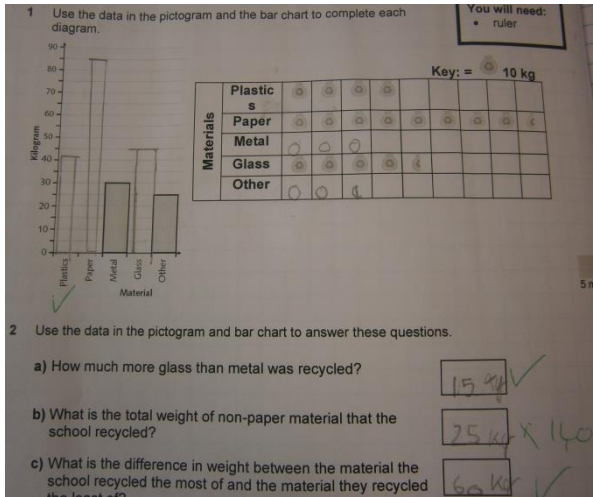 1 Use the data in the pictogram and the bar chart to complete each
diagram.
You will need:
• ruler
Key: = 10 kg
90
80
70
60
50
40
30
20
10
0
Kilogram
Plastics
Paper
Metal
Glass
Other
Material
Materials
Plastic
s
Paper
Metal
Glass
Other
2 Use the data in the pictogram and bar chart to answer these questions.
a) How much more glass than metal was recycled?
15 kg
b) What is the total weight of non-paper material that the
school recycled?
25 kg 140
c) What is the difference in weight between the material the
school recycled the most of and the material they recycled
60 kg
the least of?